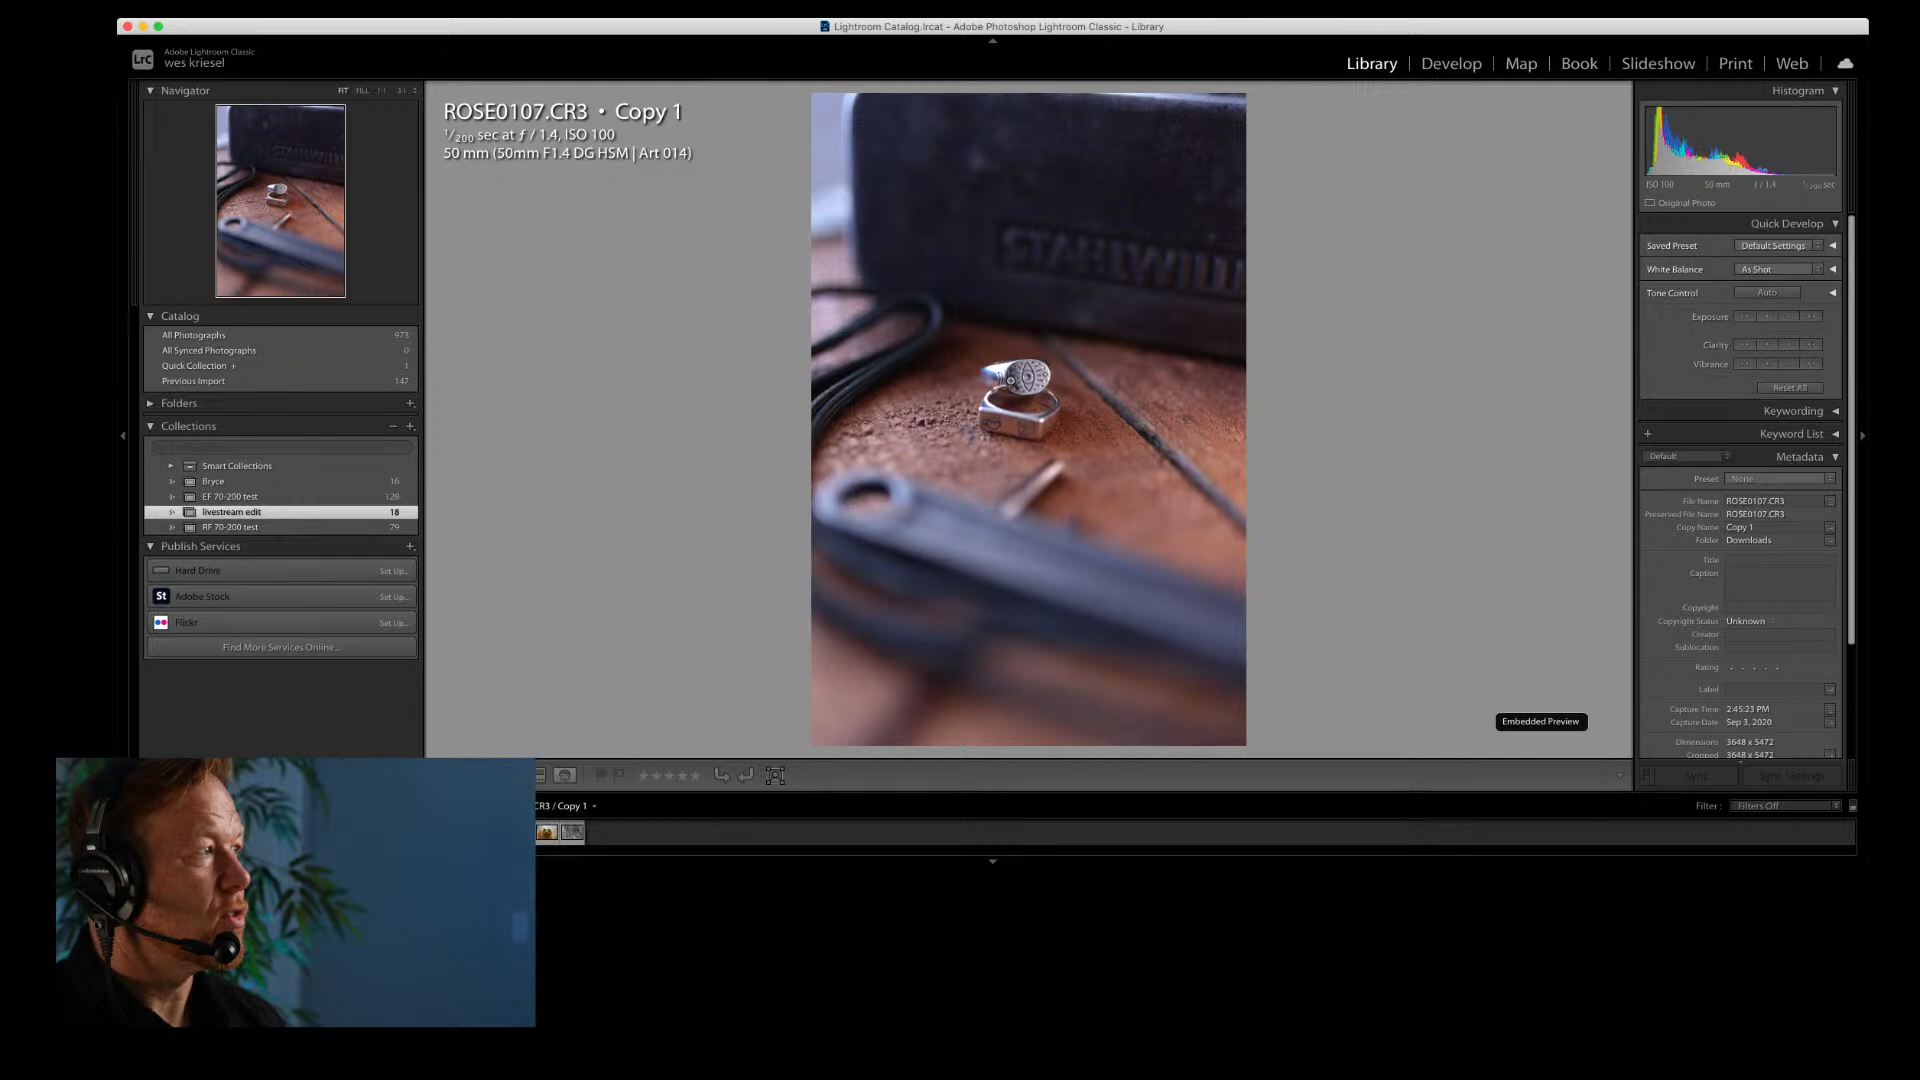 Lightroom Catalog.lrcat - Adobe Photoshop Lightroom Classic - Library
LrC
Adobe Lightroom Classic
wes kriesel
Library | Develop | Map | Book | Slideshow | Print | Web
Navigator
FIT FILL
Catalog
All Photographs 973
All Synced Photographs 0
Quick Collection + 1
Previous Import 147
Folders +
Collections − +
Smart Collections
Bryce 16
EF 70-200 test 128
livestream edit 18
RF 70-200 test 79
Publish Services +
Hard Drive Set Up...
St Adobe Stock Set Up...
Flickr Set Up...
Find More Services Online...
ROSE0107.CR3 • Copy 1
1/200 sec at ƒ / 1.4, ISO 100
50 mm (50mm F1.4 DG HSM | Art 014)
STAHLWILL
Embedded Preview
CR3 / Copy 1
Histogram
ISO 100 50 mm ƒ / 1.4 1/200 sec
Original Photo
Quick Develop
Saved Preset Default Settings
White Balance As Shot
Tone Control Auto
Exposure
Clarity
Vibrance
Reset All
Keywording
+ Keyword List
Default Metadata
Preset None
File Name ROSE0107.CR3
Preserved File Name ROSE0107.CR3
Copy Name Copy 1
Folder Downloads
Title
Caption
Copyright
Copyright Status Unknown
Creator
Sublocation
Rating
Label
Capture Time 2:45:23 PM
Capture Date Sep 3, 2020
Dimensions 3648 x 5472
Cropped 3648 x 5472
Sync Sync Settings
Filter : Filters Off